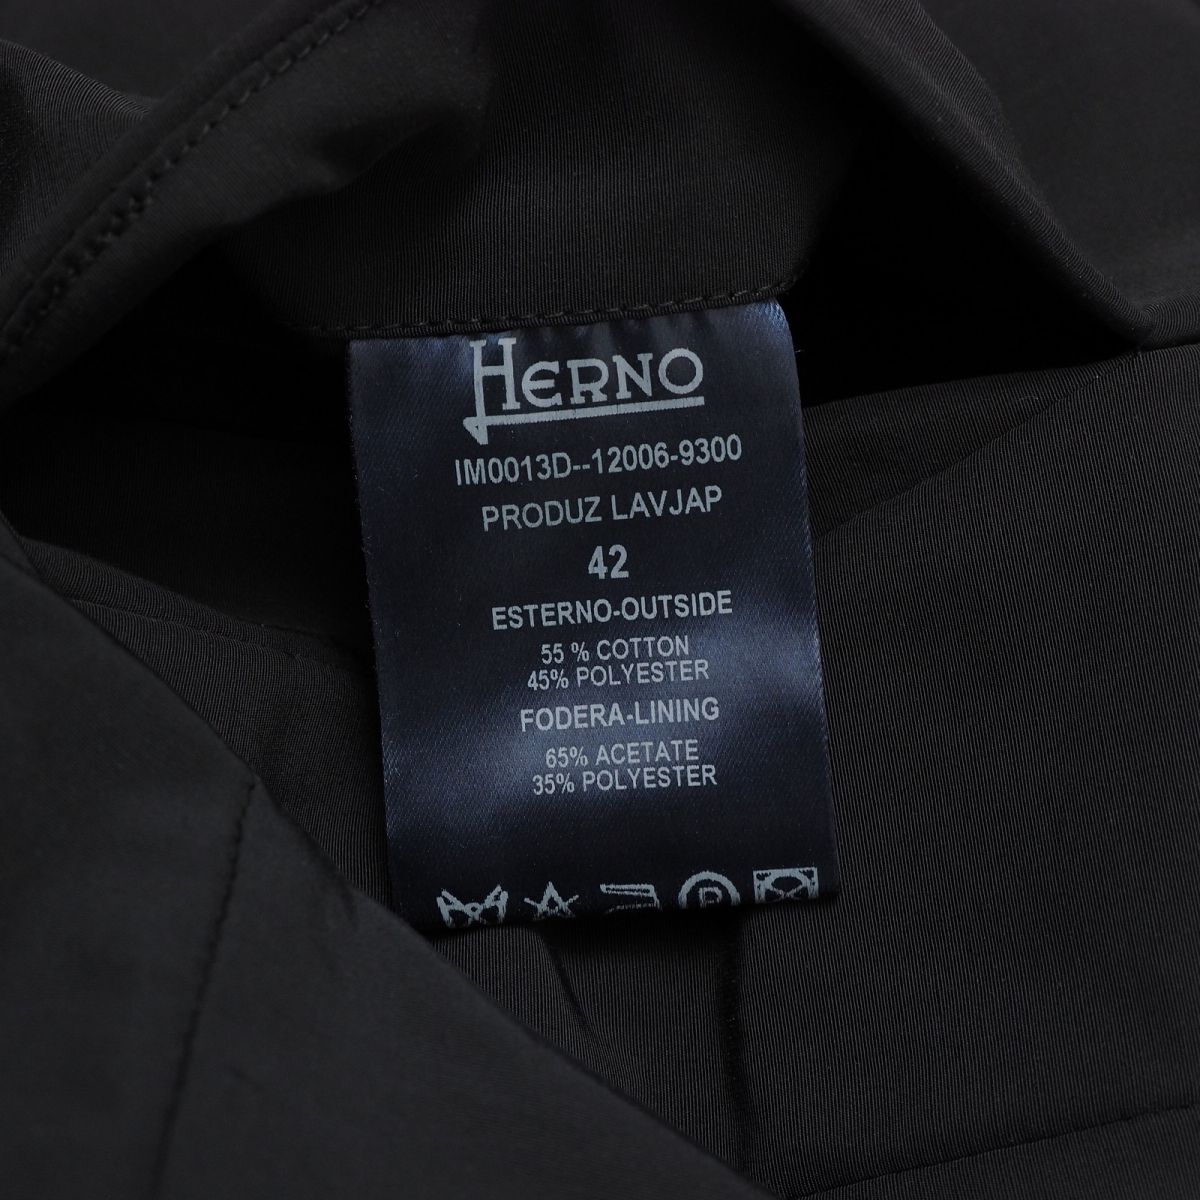 HERNO
IM0013D--12006-9300
PRODUZ LAVJAP
42
ESTERNO-OUTSIDE
55 % COTTON
45% POLYESTER
FODERA-LINING
65% ACETATE
35% POLYESTER
P